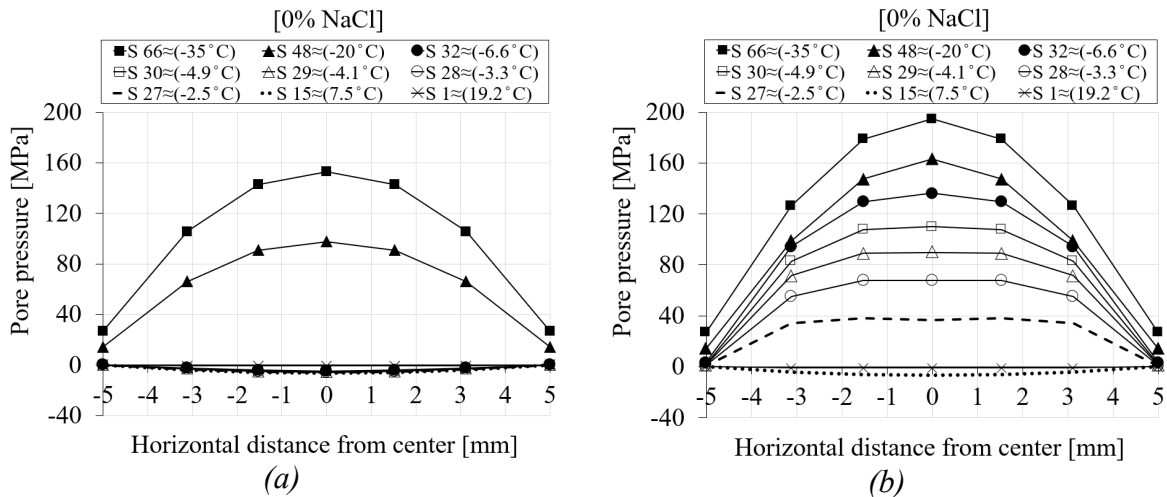 [0% NaCl]
S 66≈(-35˚C) S 48≈(-20˚C) S 32≈(-6.6˚C)
S 30≈(-4.9˚C) S 29≈(-4.1˚C) S 28≈(-3.3˚C)
S 27≈(-2.5˚C) S 15≈(7.5˚C) S 1≈(19.2˚C)
Pore pressure [MPa]
200
160
120
80
40
0
-40
-5 -4 -3 -2 -1 0 1 2 3 4 5
Horizontal distance from center [mm]
(a)
[0% NaCl]
S 66≈(-35˚C) S 48≈(-20˚C) S 32≈(-6.6˚C)
S 30≈(-4.9˚C) S 29≈(-4.1˚C) S 28≈(-3.3˚C)
S 27≈(-2.5˚C) S 15≈(7.5˚C) S 1≈(19.2˚C)
Pore pressure [MPa]
200
160
120
80
40
0
-40
-5 -4 -3 -2 -1 0 1 2 3 4 5
Horizontal distance from center [mm]
(b)